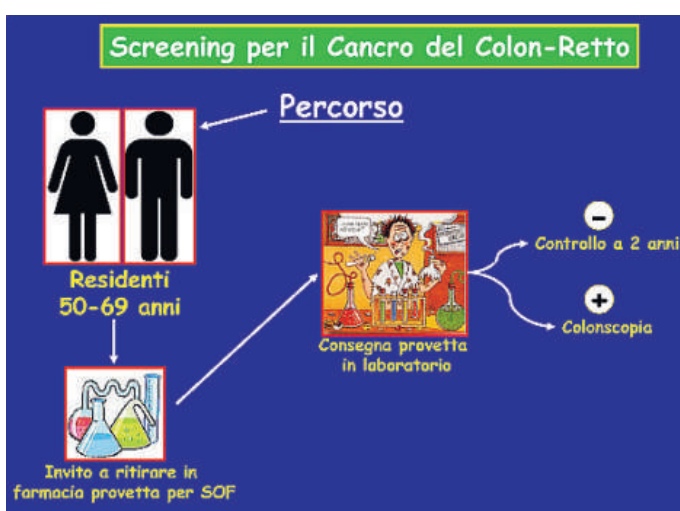 Screening per il Cancro del Colon-Retto
Percorso
Residenti
50-69 anni
Invito a ritirare in
farmacia provetta per SOF
Consegna provetta
in laboratorio
-
Controllo a 2 anni
+
Colonscopia